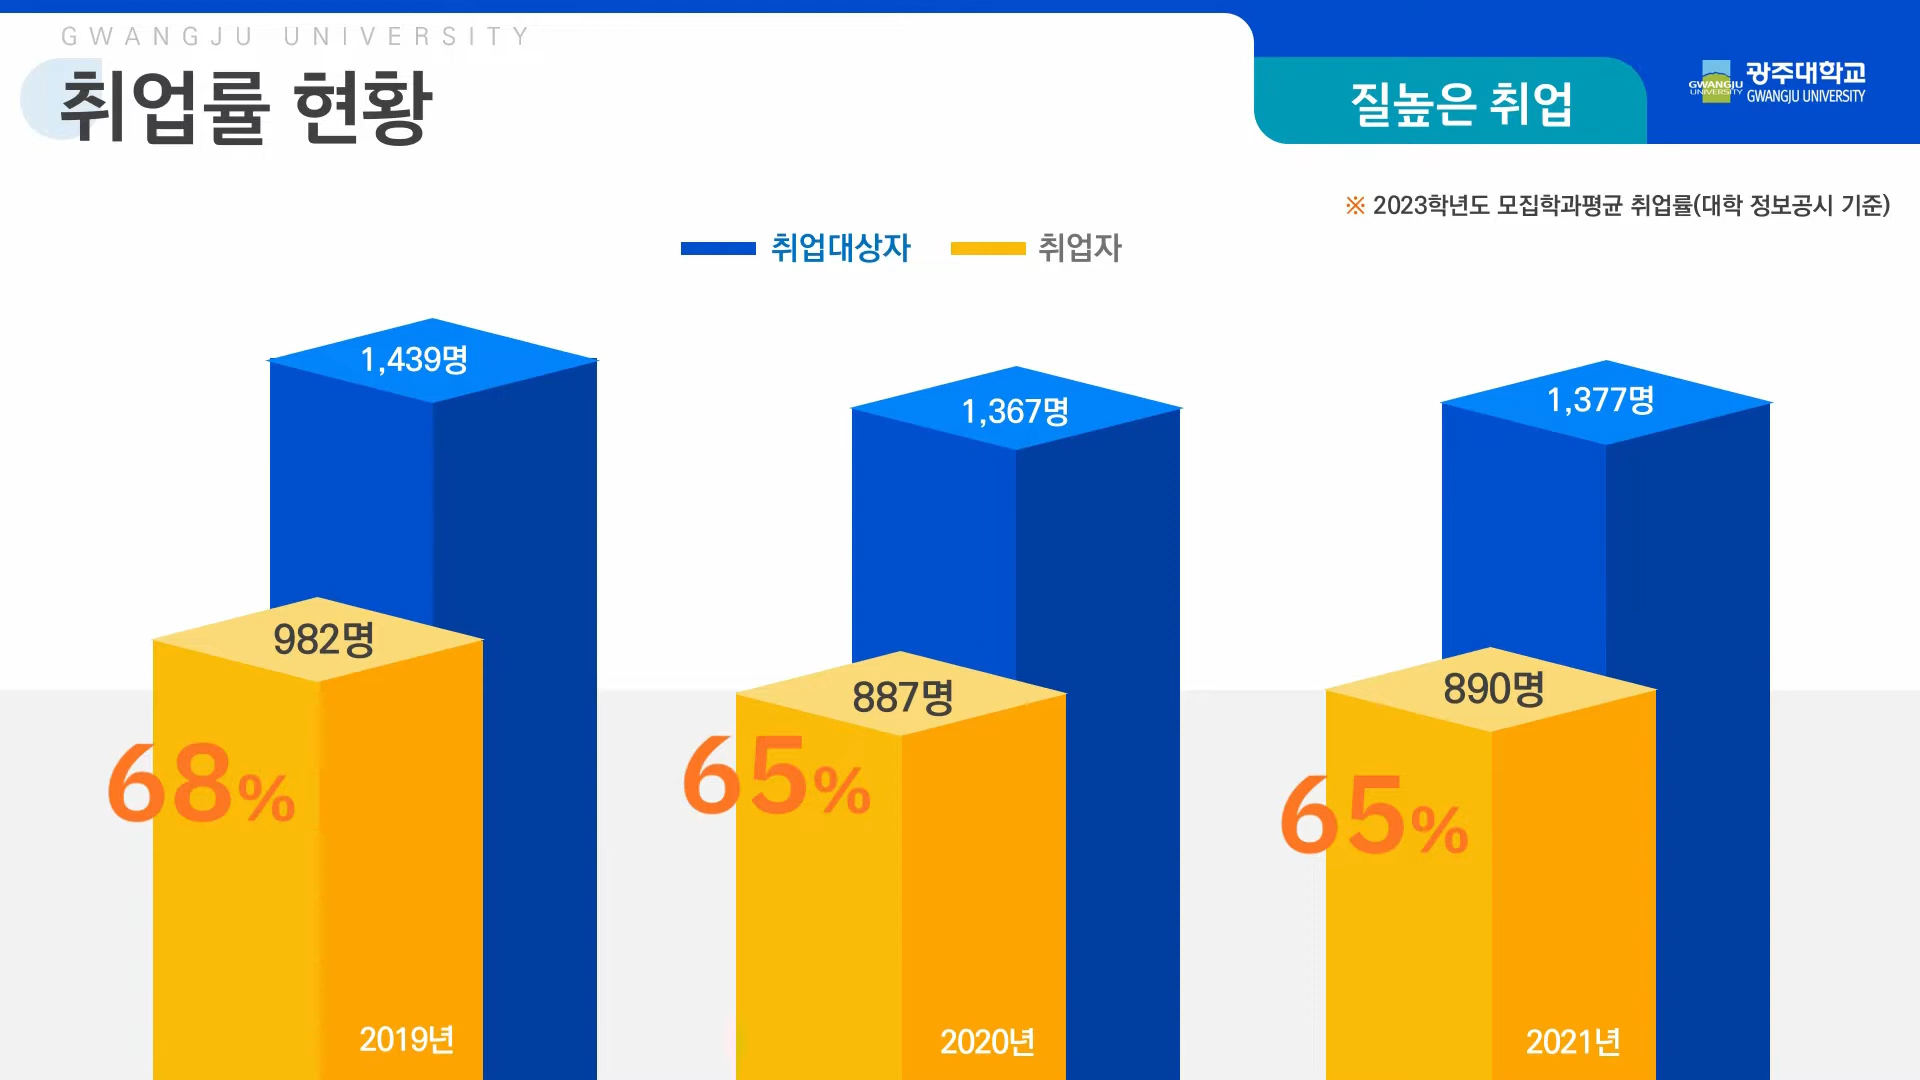 GWANGJU UNIVERSITY
취업률 현황
질높은 취업
GWANGJU
UNIVERSITY
광주대학교
GWANGJU UNIVERSITY
※ 2023학년도 모집학과평균 취업률(대학 정보공시 기준)
취업대상자
취업자
1,439명
1,367명
1,377명
982명
887명
890명
68%
65%
65%
2019년
2020년
2021년